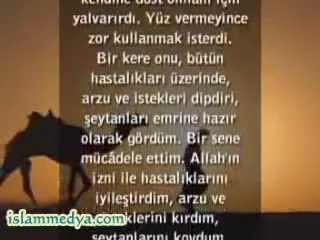 kendine dost olmam için
yalvarırdı. Yüz vermeyince
zor kullanmak isterdi.
Bir kere onu, bütün
hastalıkları üzerinde,
arzu ve istekleri dipdiri,
şeytanları emrine hazır
olarak gördüm. Bir sene
mücâdele ettim. Allah'ın
izni ile hastalıklarını
iyileştirdim, arzu ve
kırdım,
şeytanlarını kovdum
islammedya.com